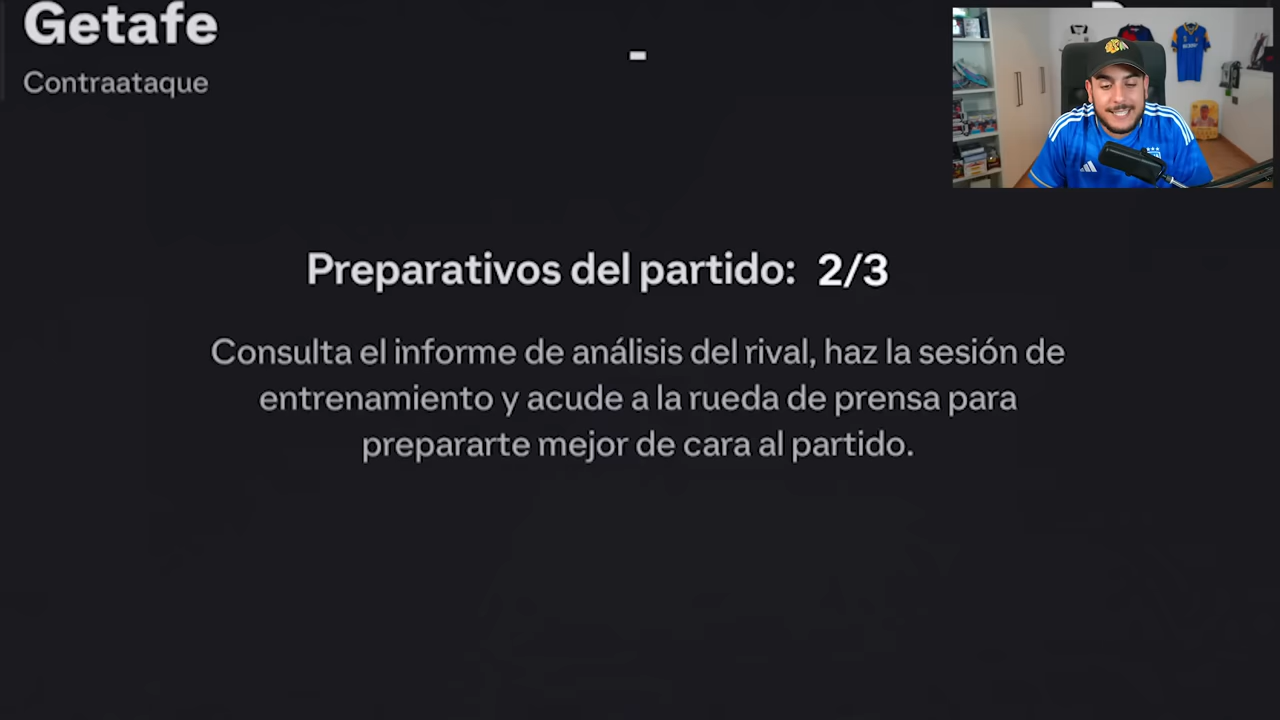 Getafe
-
Contraataque
Preparativos del partido: 2/3
Consulta el informe de análisis del rival, haz la sesión de
entrenamiento y acude a la rueda de prensa para
prepararte mejor de cara al partido.